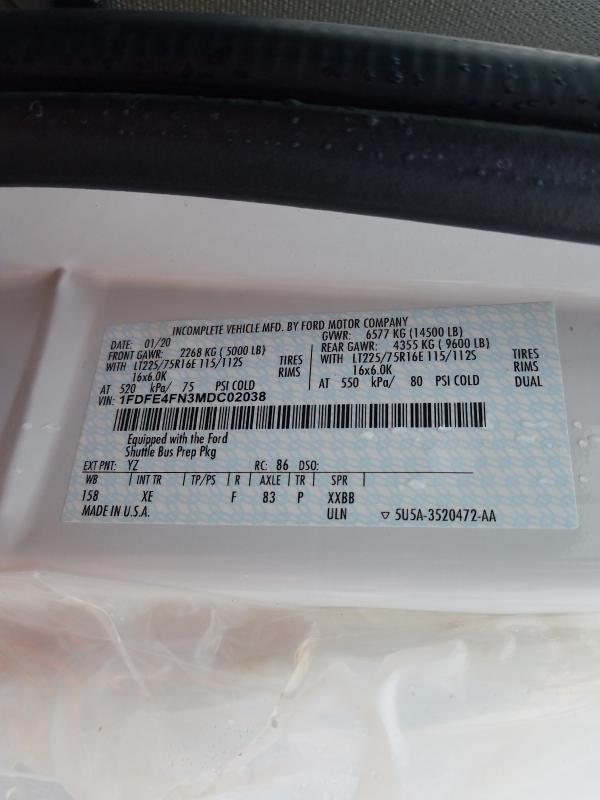 INCOMPLETE VEHICLE MFD. BY FORD MOTOR COMPANY
DATE: 01/20 GVWR: 6577 KG (14500 LB)
FRONT GAWR: 2268 KG (5000 LB) REAR GAWR: 4355 KG (9600 LB)
WITH LT225/75R16E 115/112S TIRES WITH LT225/75R16E 115/112S TIRES
16x6.0K RIMS 16x6.0K RIMS
AT 520 kPa/ 75 PSI COLD AT 550 kPa/ 80 PSI COLD DUAL
VIN: 1FDFE4FN3MDC02038
Equipped with the Ford
Shuttle Bus Prep Pkg
EXT PNT: YZ RC: 86 DSO:
WB | INT TR | TP/PS | R | AXLE | TR | SPR
158 XE F 83 P XXBB
MADE IN U.S.A. ULN ▽ 5U5A-3520472-AA